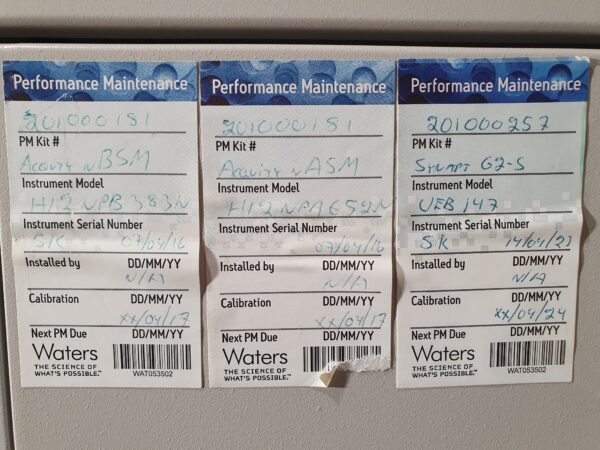 Performance Maintenance
201000181
PM Kit #
Acquity nBSM
Instrument Model
H12NPB383N
Instrument Serial Number
SK 07/04/16
Installed by DD/MM/YY
N/A
Calibration DD/MM/YY
xx/04/17
Next PM Due DD/MM/YY
Waters
THE SCIENCE OF
WHAT'S POSSIBLE.™
WAT053502
Performance Maintenance
201000181
PM Kit #
Acquity nASM
Instrument Model
H12NPA652N
Instrument Serial Number
07/04/16
Installed by DD/MM/YY
N/A
Calibration DD/MM/YY
xx/04/17
Next PM Due DD/MM/YY
Waters
THE SCIENCE OF
WHAT'S POSSIBLE.™
Performance Maintenance
201000257
PM Kit #
Synapt G2-S
Instrument Model
UEB147
Instrument Serial Number
SK 14/04/23
Installed by DD/MM/YY
N/A
Calibration DD/MM/YY
xx/04/24
Next PM Due DD/MM/YY
Waters
THE SCIENCE OF
WHAT'S POSSIBLE.™
WAT053502